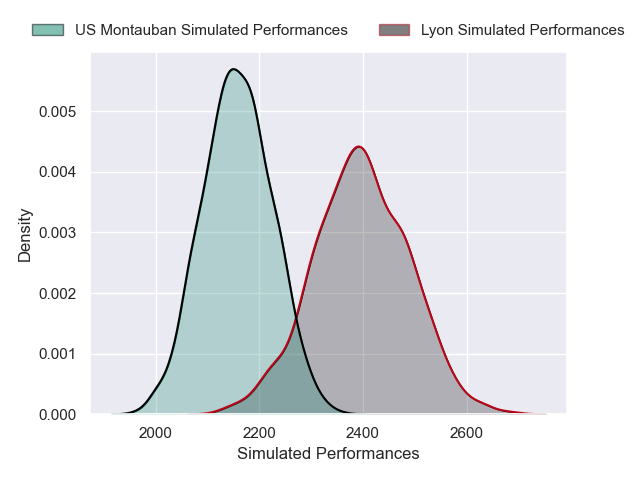 US Montauban Simulated Performances
Lyon Simulated Performances
Density
0.005
0.004
0.003
0.002
0.001
0.000
2000
2200
2400
2600
Simulated Performances